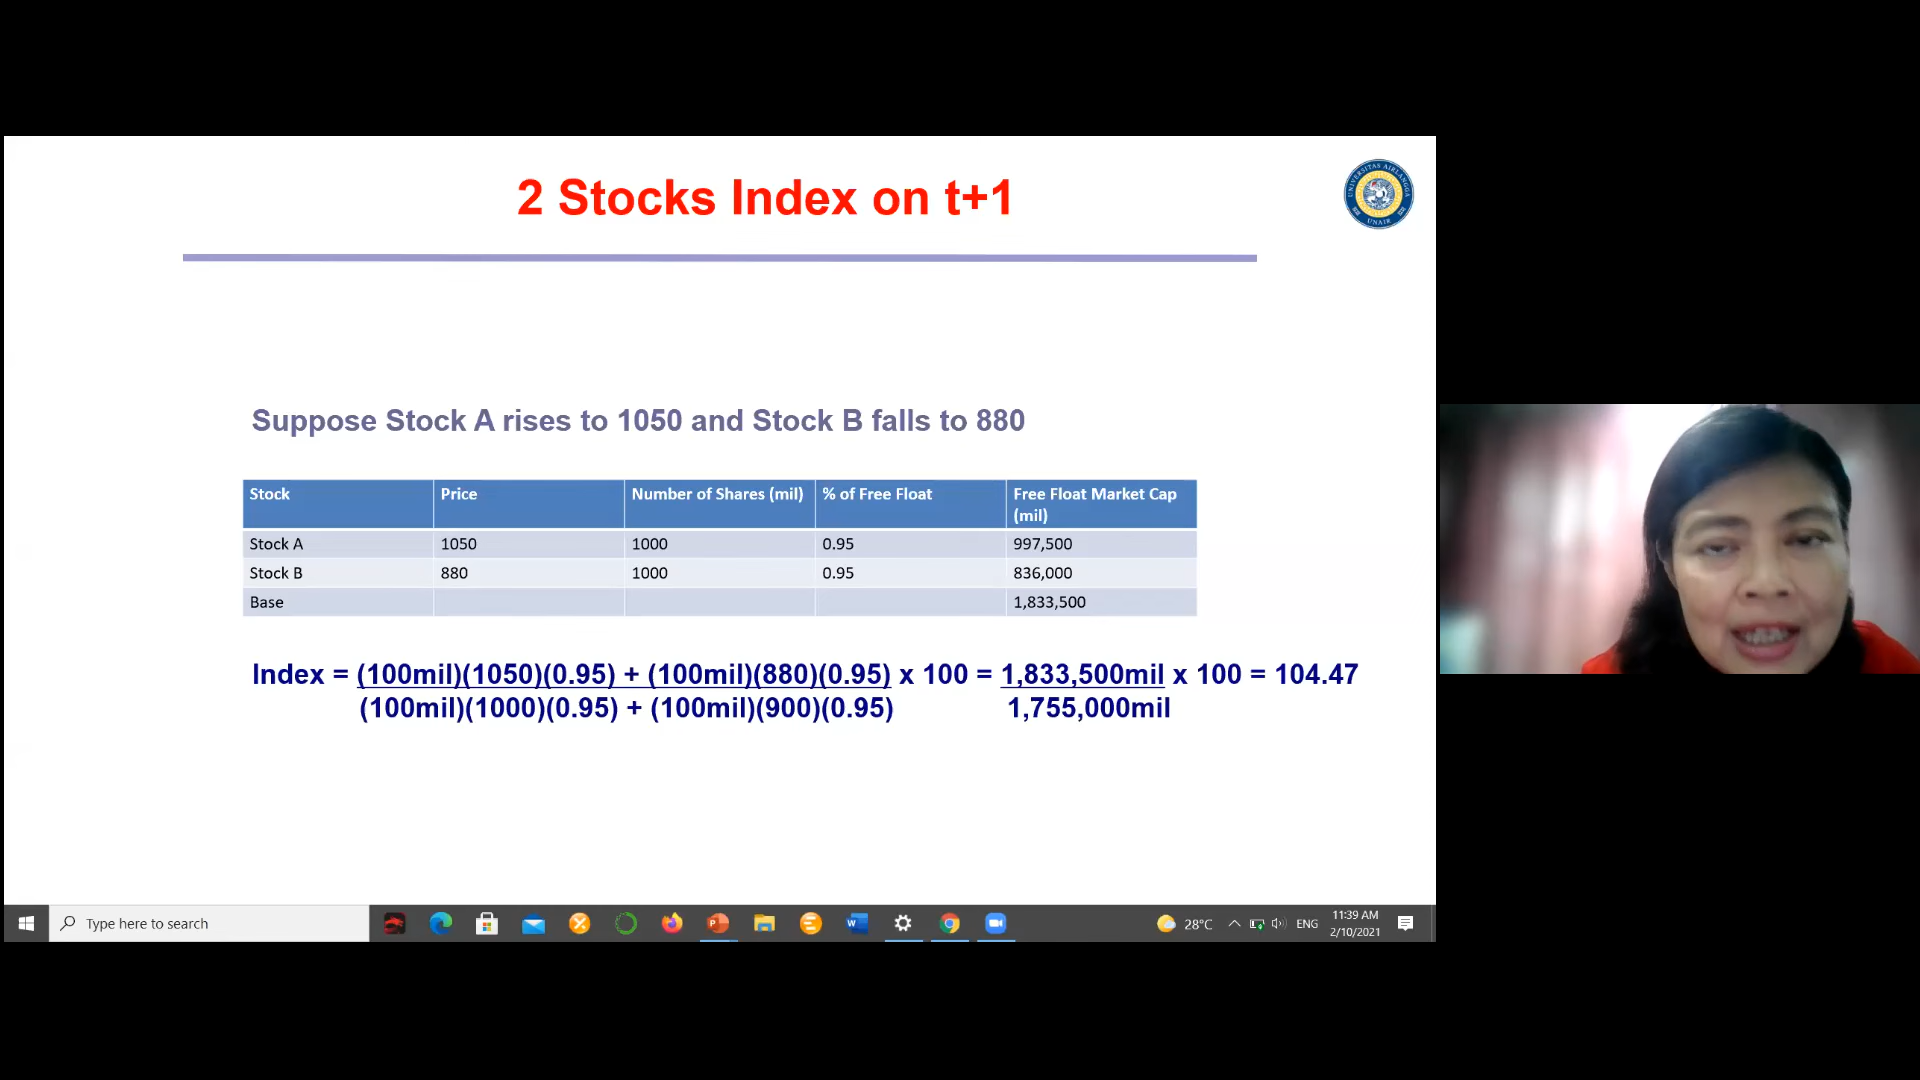 2 Stocks Index on t+1
UNIVERSITAS AIRLANGGA
UNAIR
Suppose Stock A rises to 1050 and Stock B falls to 880
Stock Price Number of Shares (mil) % of Free Float Free Float Market Cap
(mil)
Stock A 1050 1000 0.95 997,500
Stock B 880 1000 0.95 836,000
Base 1,833,500
Index = (100mil)(1050)(0.95) + (100mil)(880)(0.95) x 100 = 1,833,500mil x 100 = 104.47
(100mil)(1000)(0.95) + (100mil)(900)(0.95) 1,755,000mil
Type here to search
28°C ENG 11:39 AM
2/10/2021